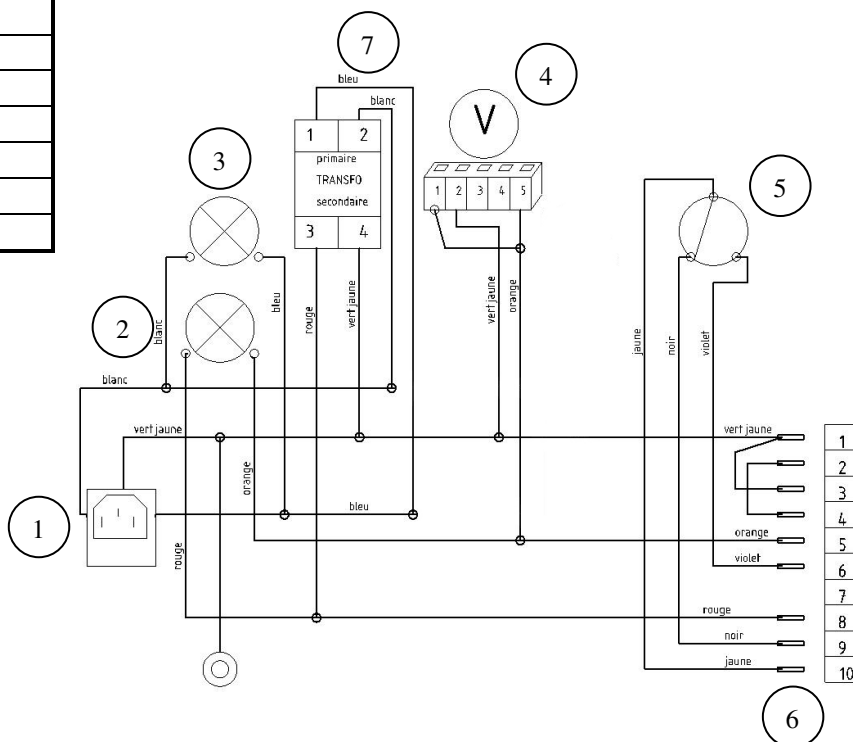 7
bleu
4
blanc
V
1 2
3
primaire
TRANSFO
secondaire
1 2 3 4 5
5
3 4
bleu
rouge
vert jaune
vert jaune
orange
2
blanc
jaune
noir
violet
blanc
vert jaune
vert jaune
1
2
orange
3
bleu
4
1
orange
5
rouge
violet
6
7
rouge
8
noir
9
jaune
10
6